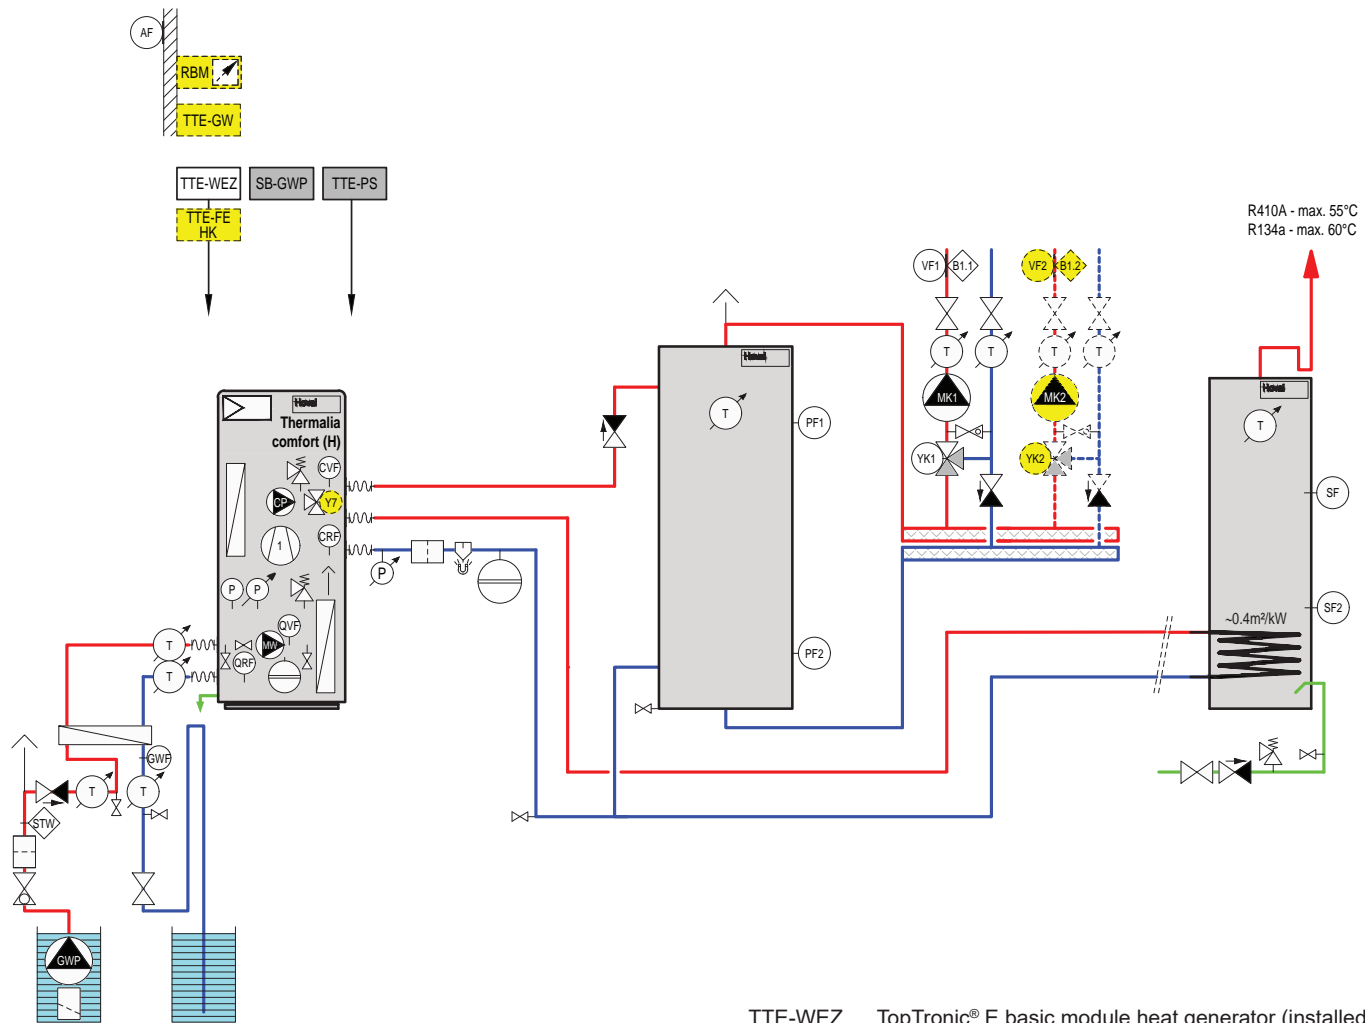 AF
RBM
TTE-GW
TTE-WEZ SB-GWP TTE-PS
TTE-FE
HK
R410A - max. 55°C
R134a - max. 60°C
VF1 B1.1 VF2 B1.2
T T T T
MK1 MK2
YK1 YK2
Hoval
Thermalia
comfort (H)
CVF
CP Y7
1 CRF
P P
QVF
MW
QRF
T
T
P
Hoval
T
PF1
PF2
Hoval
T
SF
SF2
~0.4m²/kW
GWF
T T
STW
GWP
TTE-WEZ TopTronic® E basic module heat generator (installed